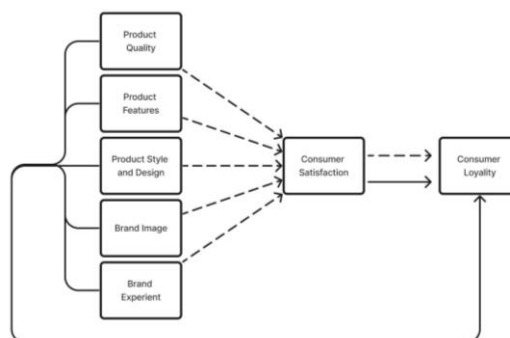 Product
Quality
Product
Features
Product Style
and Design
Brand Image
Brand
Experient
Consumer
Satisfaction
Consumer
Loyality